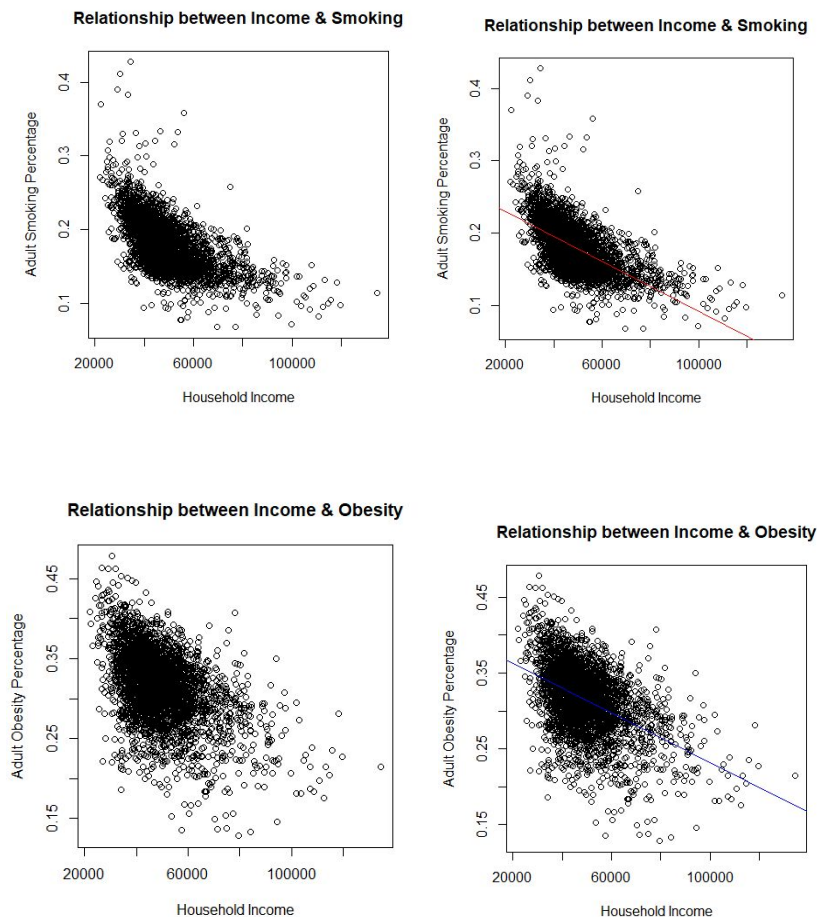 Relationship between Income & Smoking
Adult Smoking Percentage
0.4
0.3
0.2
0.1
20000 60000 100000
Household Income
Relationship between Income & Smoking
Adult Smoking Percentage
0.4
0.3
0.2
0.1
20000 60000 100000
Household Income
Relationship between Income & Obesity
Adult Obesity Percentage
0.45
0.35
0.25
0.15
20000 60000 100000
Household Income
Relationship between Income & Obesity
Adult Obesity Percentage
0.45
0.35
0.25
0.15
20000 60000 100000
Household Income